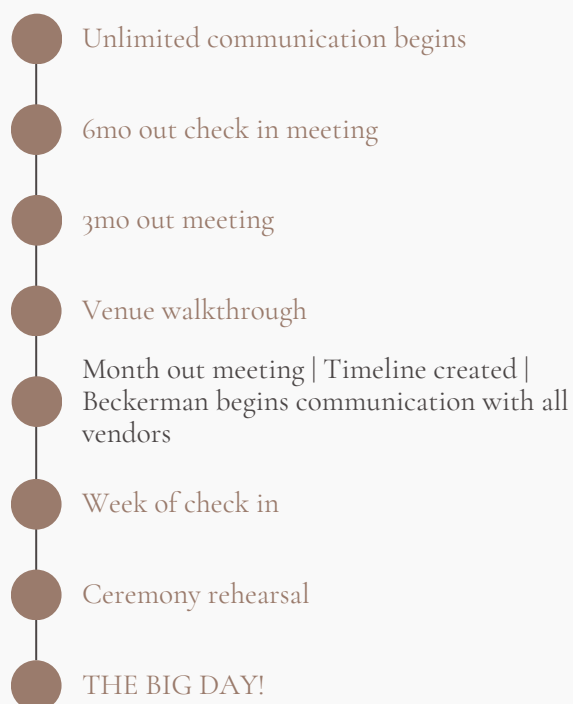 Unlimited communication begins
6mo out check in meeting
3mo out meeting
Venue walkthrough
Month out meeting | Timeline created |
Beckerman begins communication with all
vendors
Week of check in
Ceremony rehearsal
THE BIG DAY!